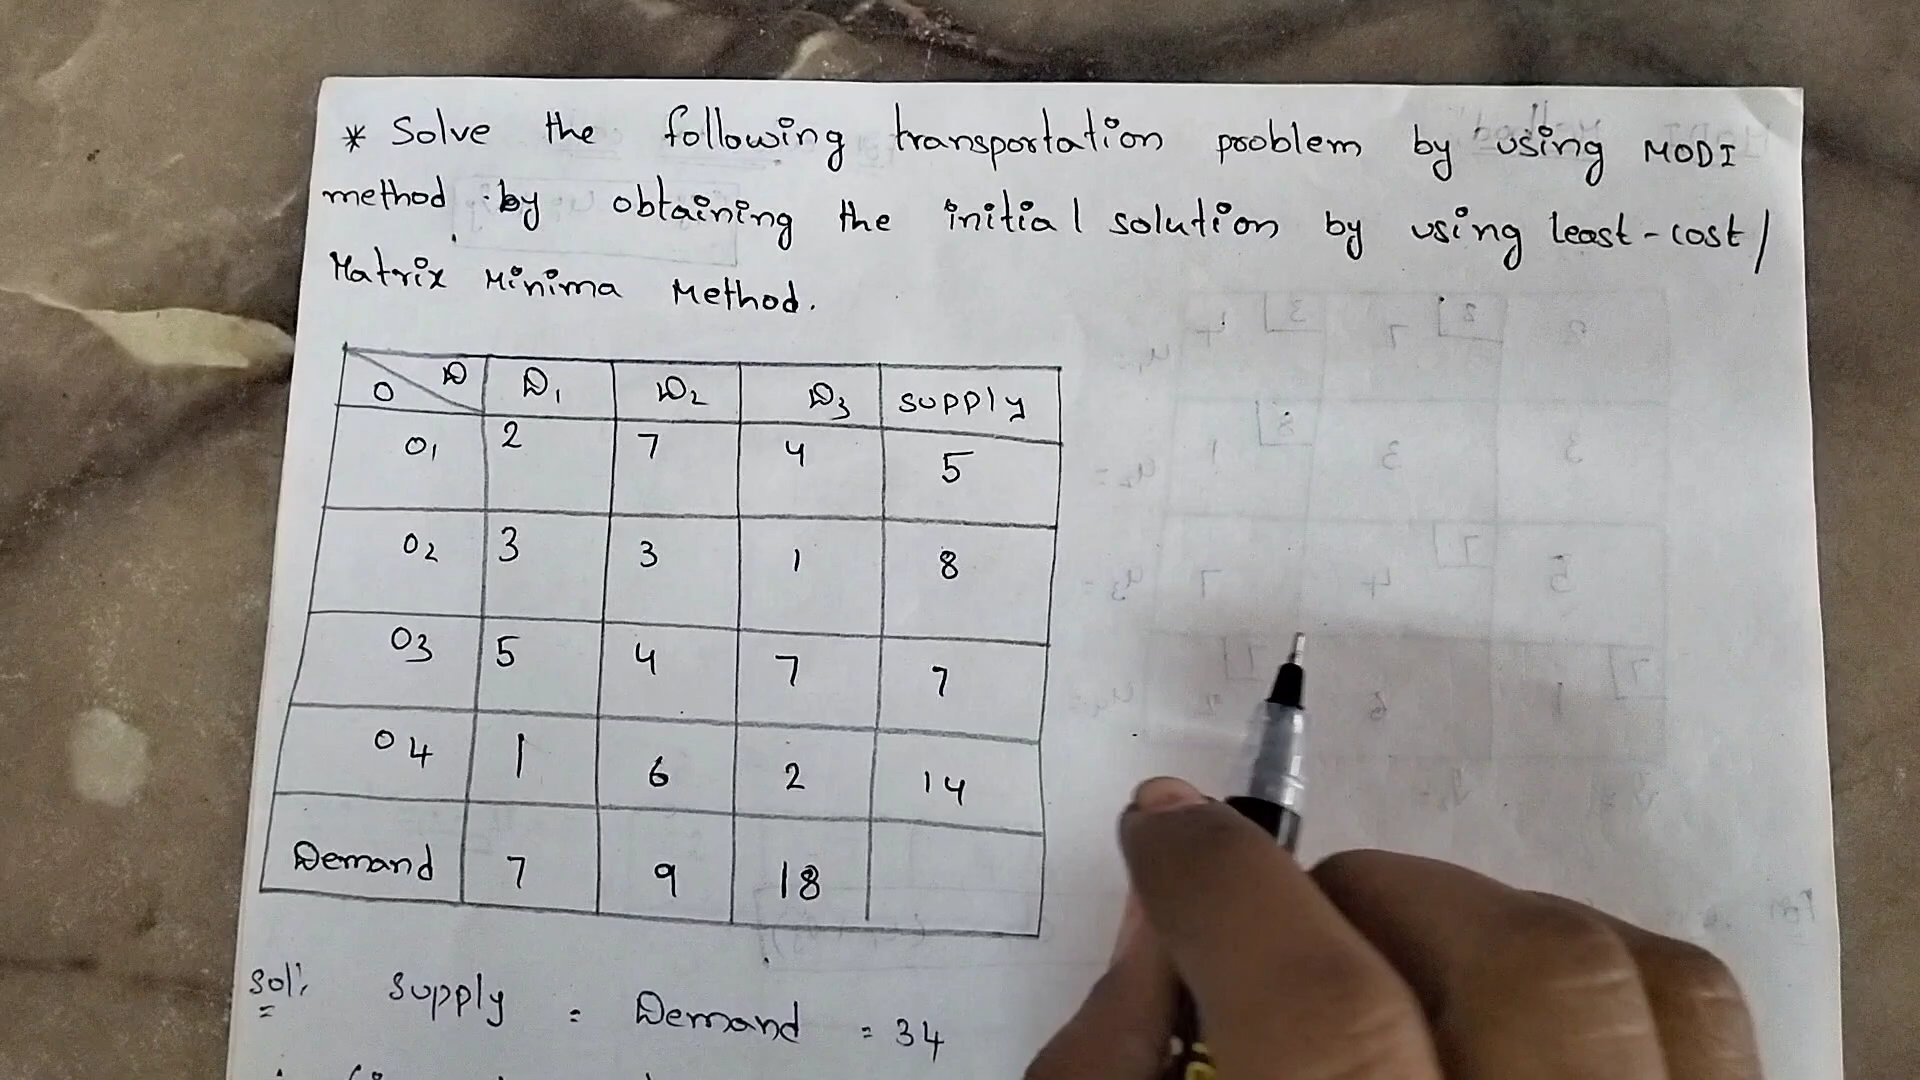 * Solve the following transportation problem by using MODI
method by obtaining the initial solution by using least-cost/
Matrix Minima Method.
O D D1 D2 D3 Supply
O1 2 7 4 5
O2 3 3 1 8
O3 5 4 7 7
O4 1 6 2 14
Demand 7 9 18
Sol: Supply = Demand = 34